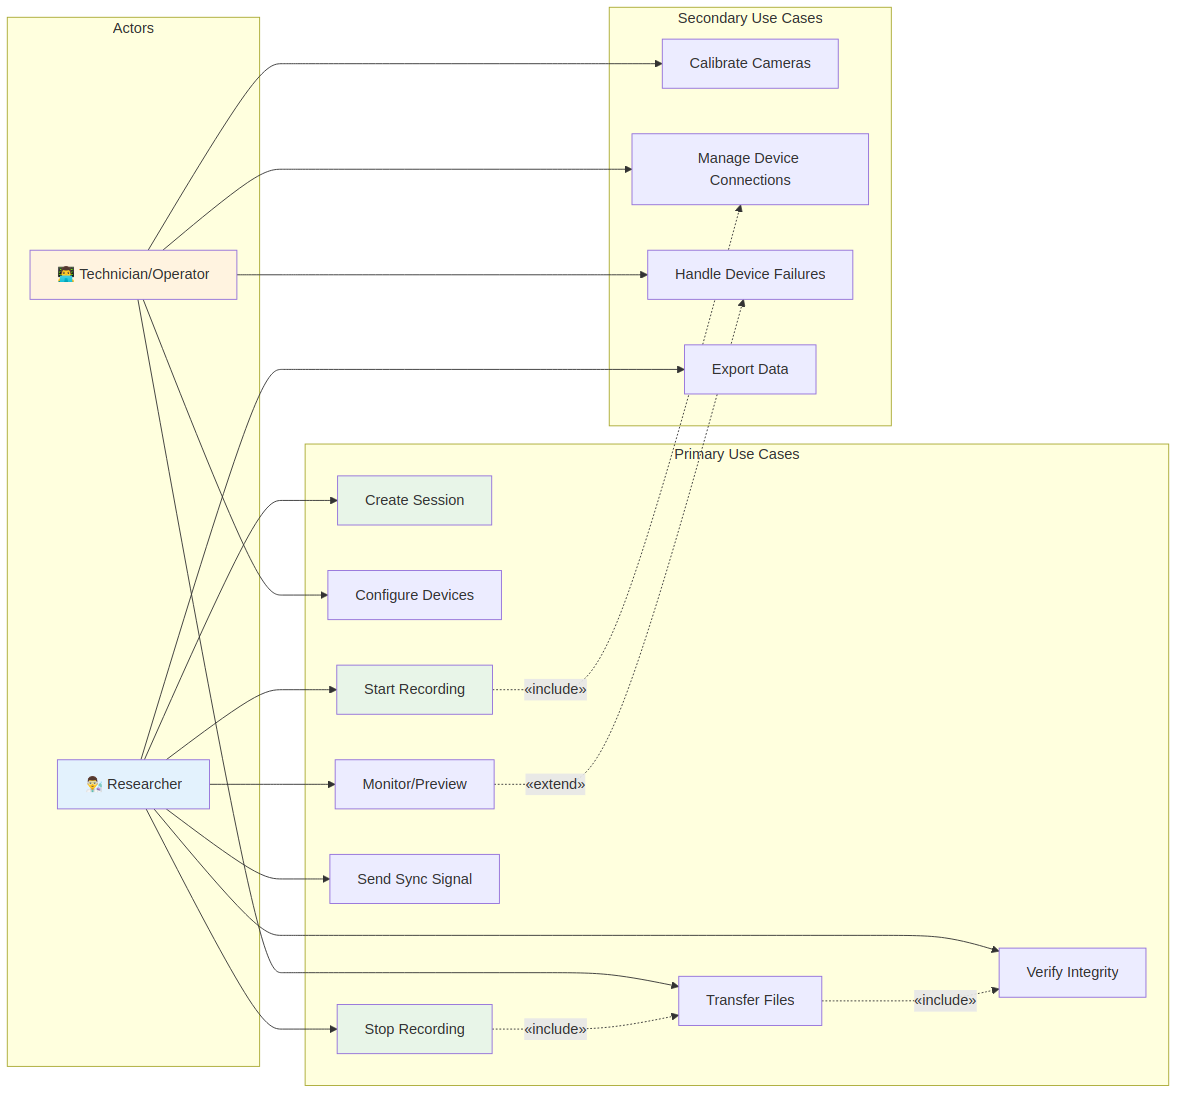 Actors
👨‍💻 Technician/Operator
👨‍🔬 Researcher
Secondary Use Cases
Calibrate Cameras
Manage Device
Connections
Handle Device Failures
Export Data
Primary Use Cases
Create Session
Configure Devices
Start Recording
«include»
Monitor/Preview
«extend»
Send Sync Signal
Verify Integrity
Transfer Files
«include»
Stop Recording
«include»